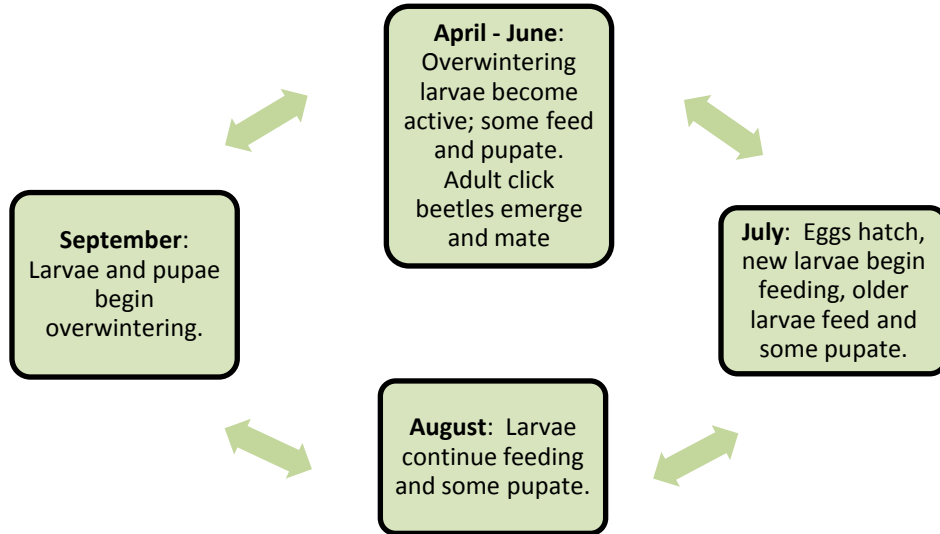 April - June:
Overwintering
larvae become
active; some feed
and pupate.
Adult click
beetles emerge
and mate
July:  Eggs hatch,
new larvae begin
feeding, older
larvae feed and
some pupate.
August:  Larvae
continue feeding
and some pupate.
September:
Larvae and pupae
begin
overwintering.